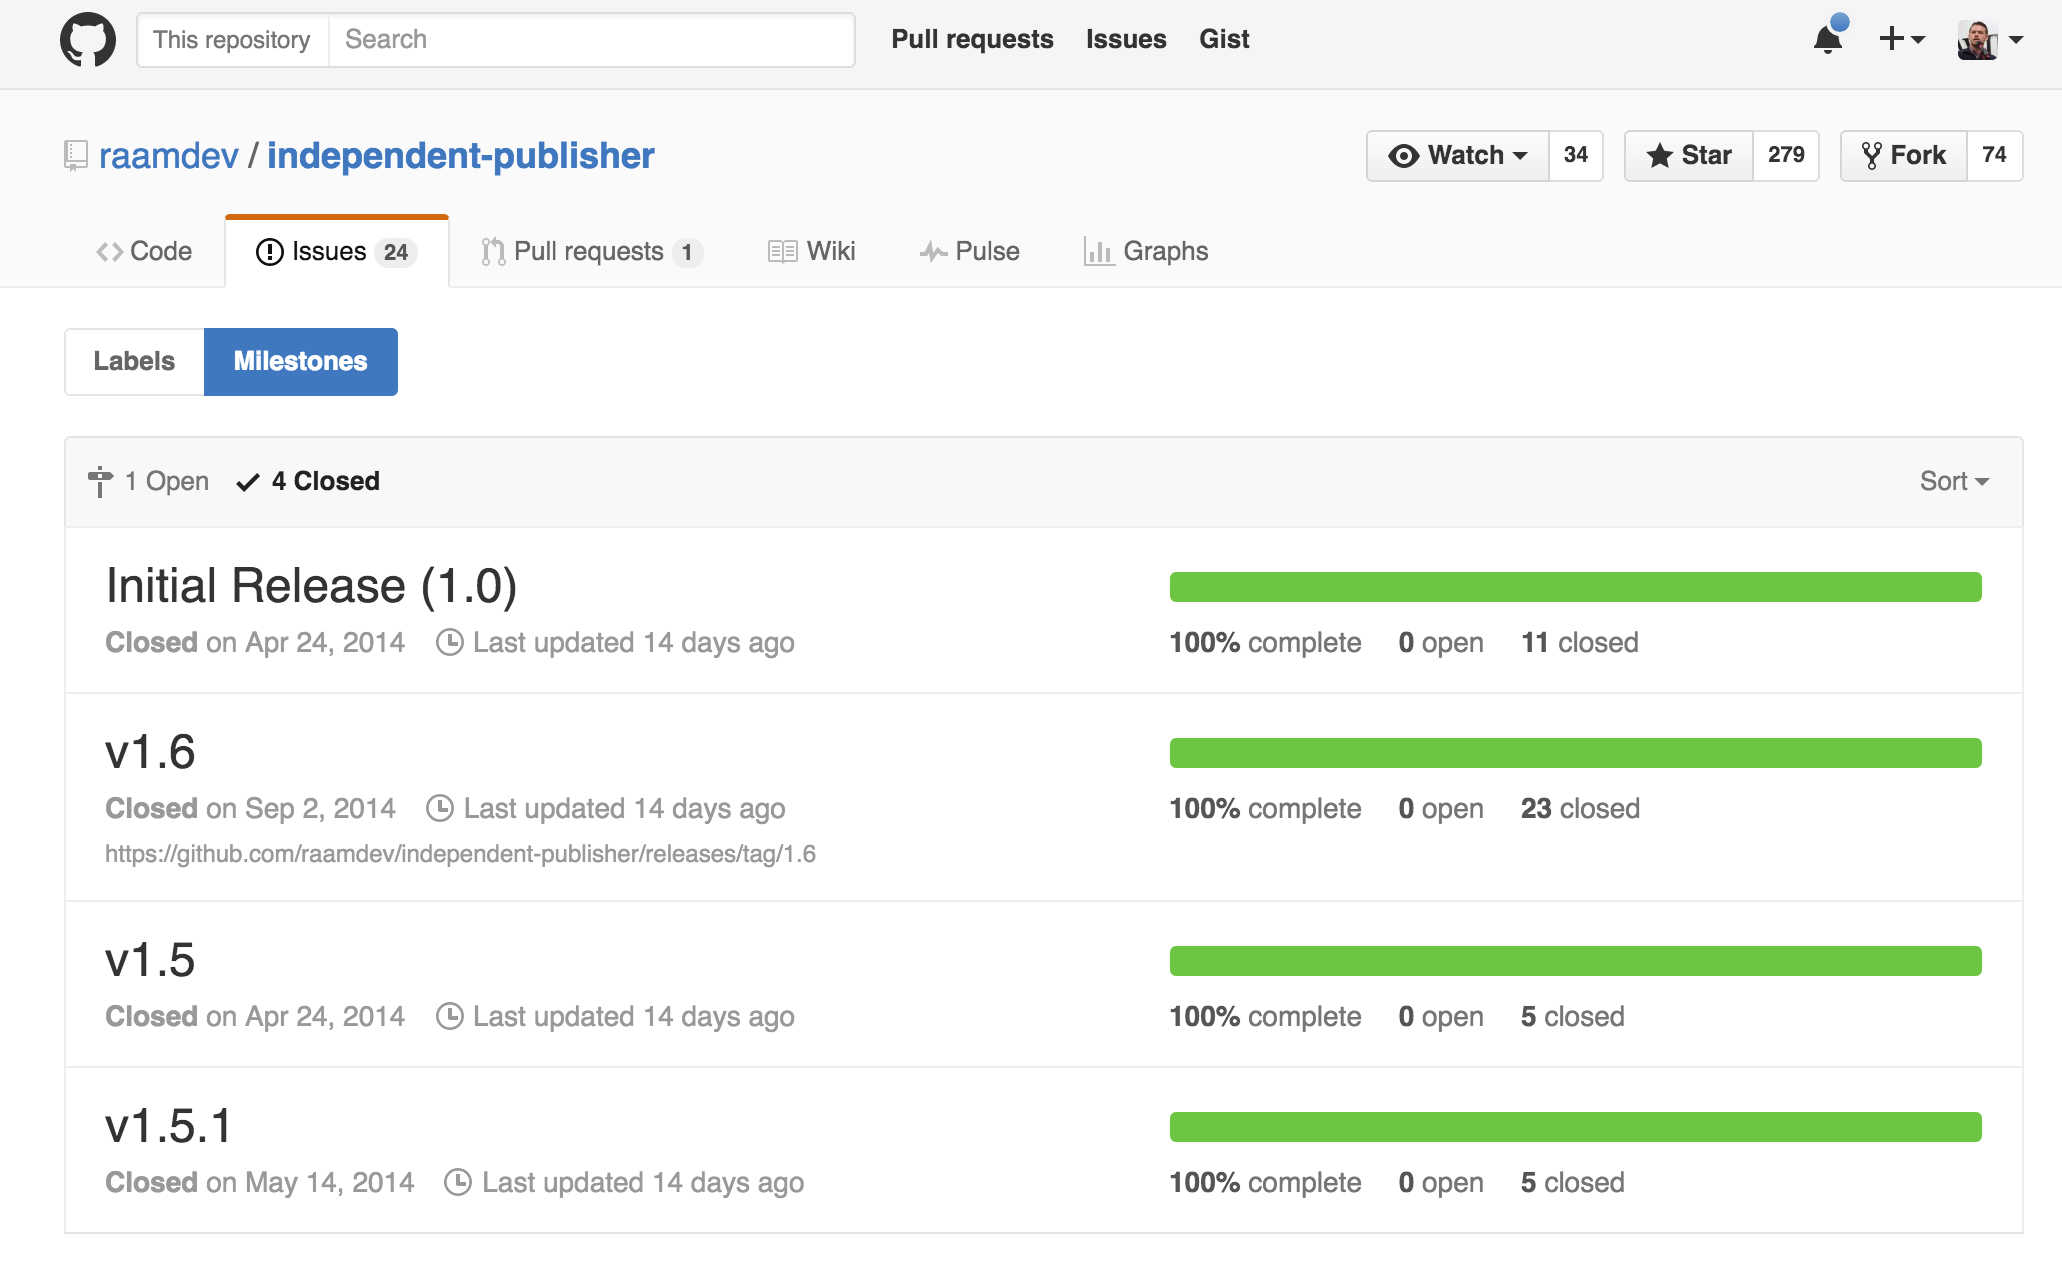 This repository Search Pull requests Issues Gist
raamdev / independent-publisher Watch 34 Star 279 Fork 74
Code Issues 24 Pull requests 1 Wiki Pulse Graphs
Labels Milestones
1 Open 4 Closed Sort
Initial Release (1.0)
Closed on Apr 24, 2014 Last updated 14 days ago 100% complete 0 open 11 closed
v1.6
Closed on Sep 2, 2014 Last updated 14 days ago 100% complete 0 open 23 closed
https://github.com/raamdev/independent-publisher/releases/tag/1.6
v1.5
Closed on Apr 24, 2014 Last updated 14 days ago 100% complete 0 open 5 closed
v1.5.1
Closed on May 14, 2014 Last updated 14 days ago 100% complete 0 open 5 closed